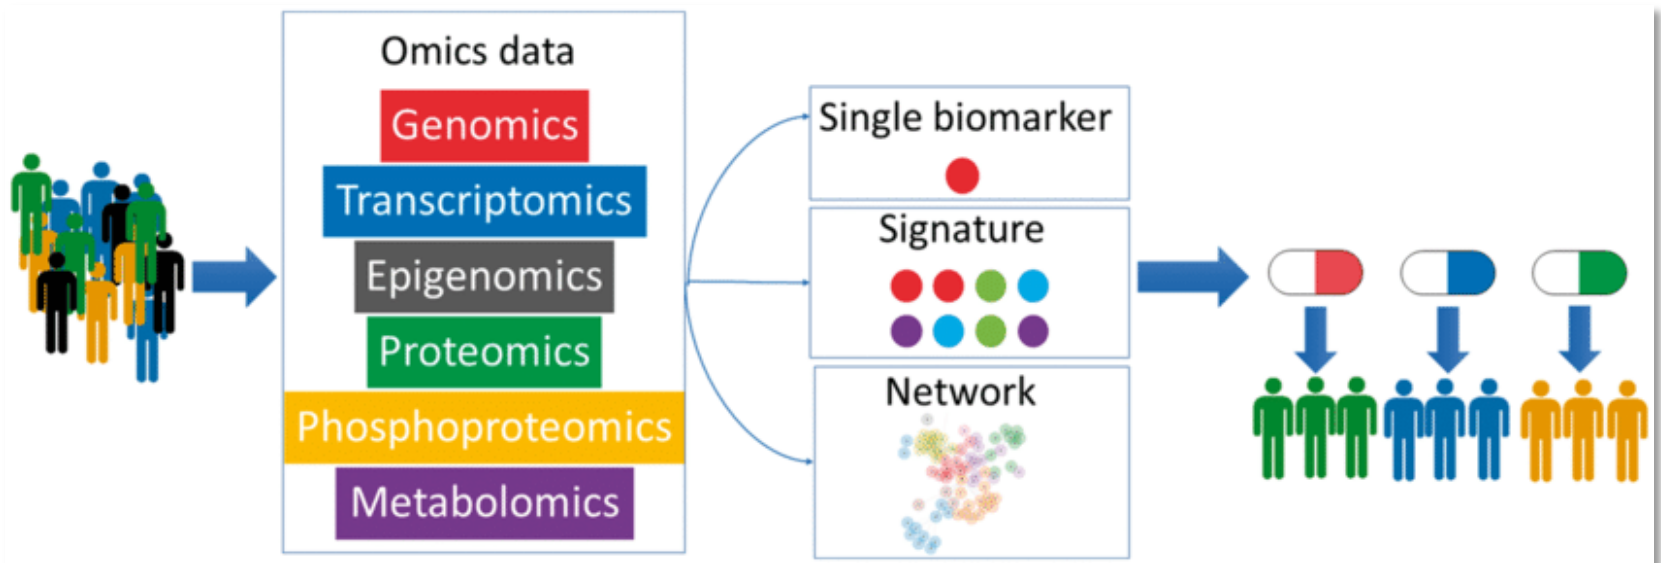 Omics data
Genomics
Transcriptomics
Epigenomics
Proteomics
Phosphoproteomics
Metabolomics
Single biomarker
Signature
Network